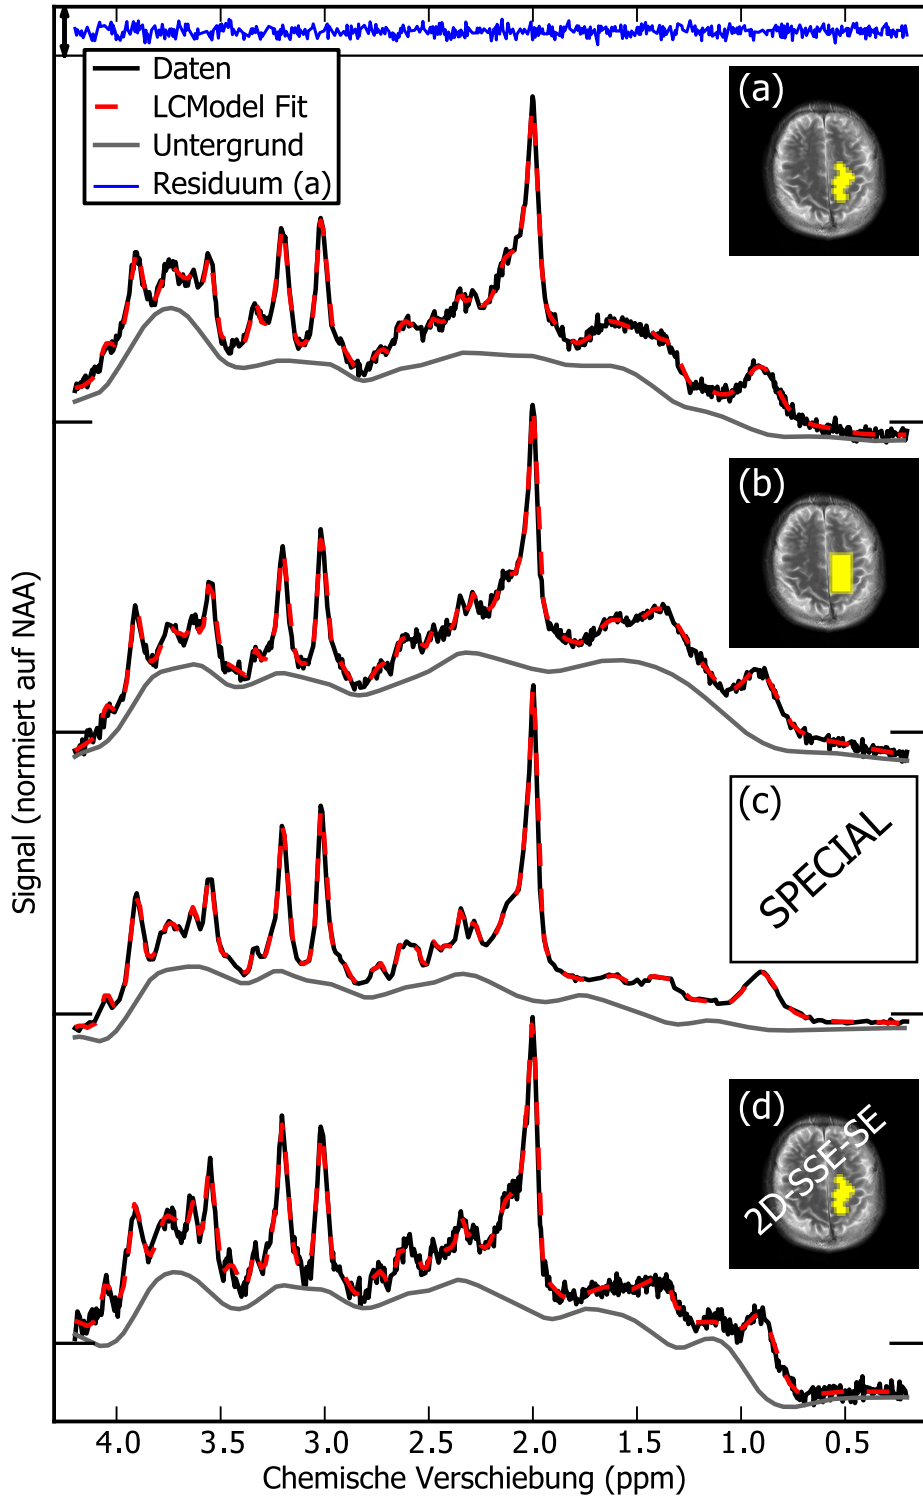 Daten
LCModel Fit
Untergrund
Residuum (a)
(a)
(b)
(c)
SPECIAL
(d)
2D-SSE-SE
Signal (normiert auf NAA)
4.0 3.5 3.0 2.5 2.0 1.5 1.0 0.5
Chemische Verschiebung (ppm)